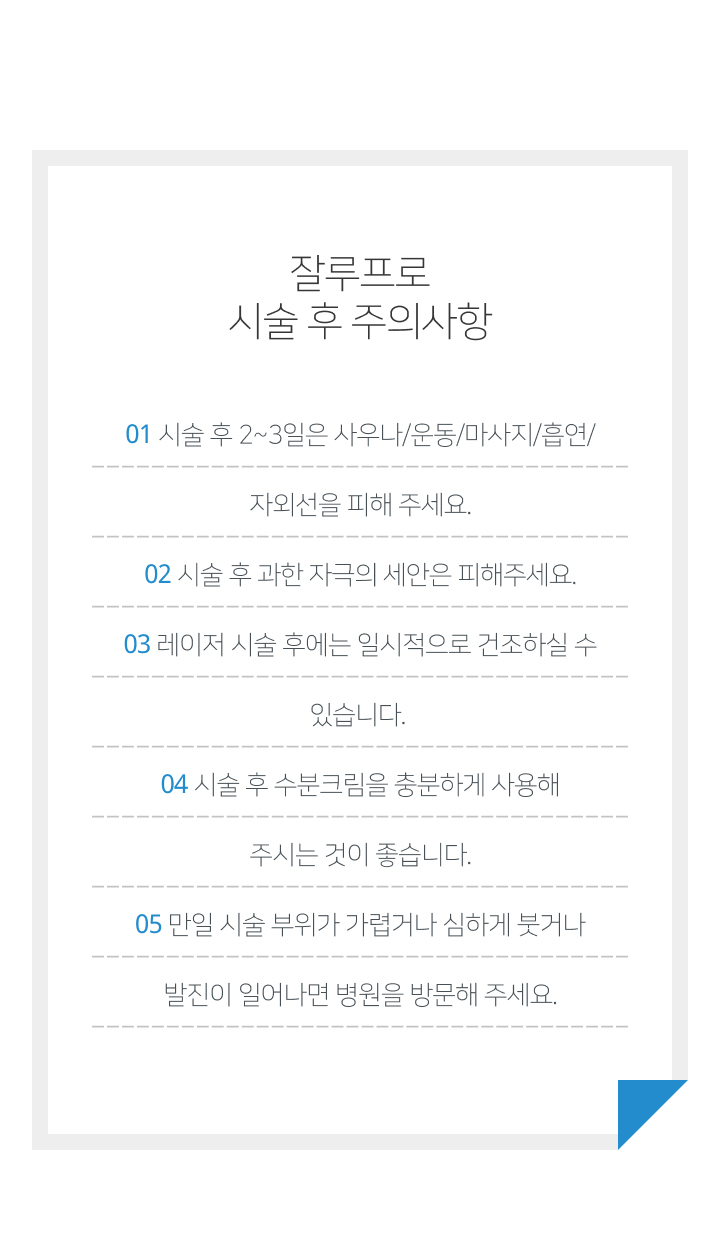 잘루프로
시술 후 주의사항
01 시술 후 2~3일은 사우나/운동/마사지/흡연/
자외선을 피해 주세요.
02 시술 후 과한 자극의 세안은 피해주세요.
03 레이저 시술 후에는 일시적으로 건조하실 수
있습니다.
04 시술 후 수분크림을 충분하게 사용해
주시는 것이 좋습니다.
05 만일 시술 부위가 가렵거나 심하게 붓거나
발진이 일어나면 병원을 방문해 주세요.